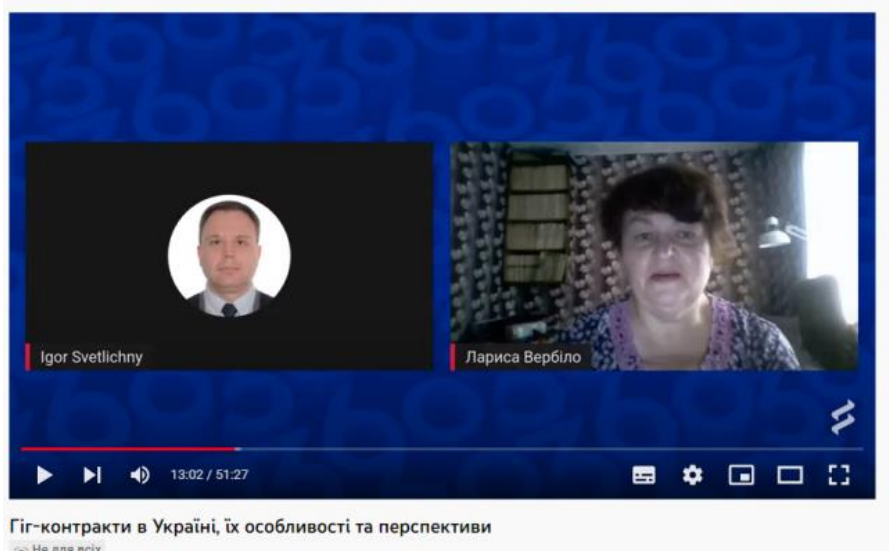 Igor Svetlichny
Лариса Вербіло
13:02 / 51:27
Гіг-контракти в Україні, їх особливості та перспективи
Не для всіх